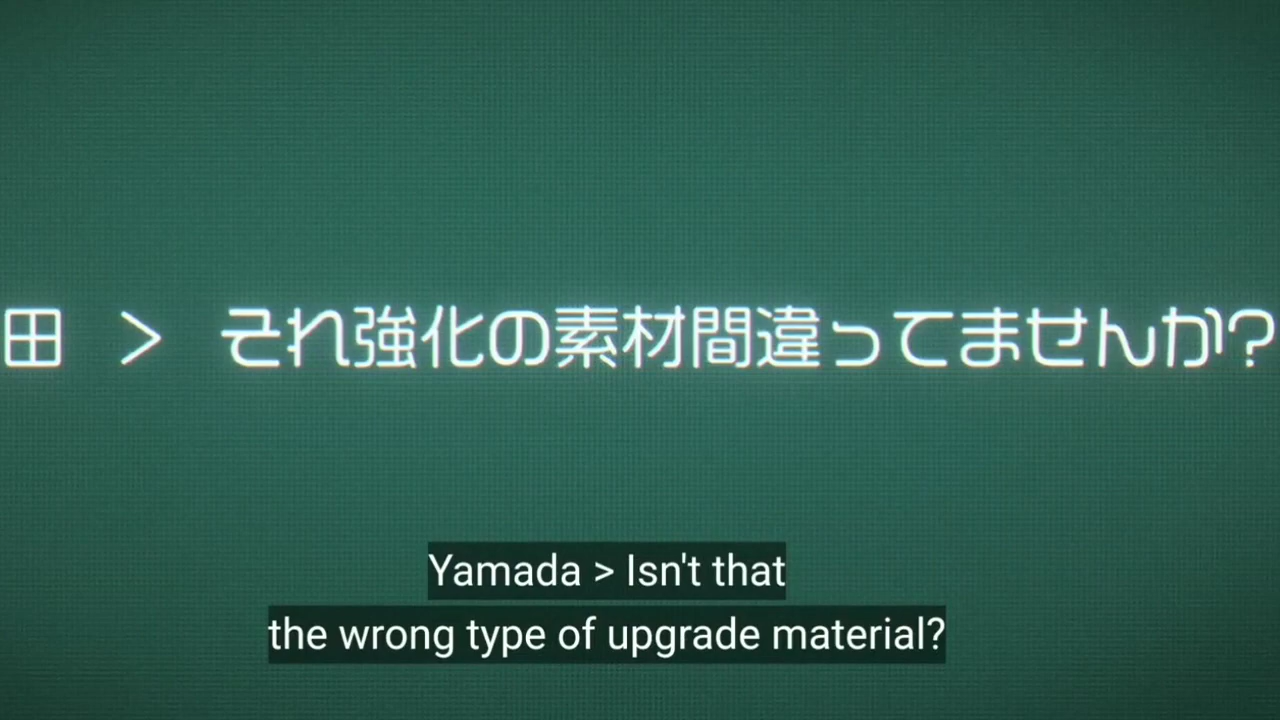 田 > それ強化の素材間違ってませんか?
Yamada > Isn't that
the wrong type of upgrade material?